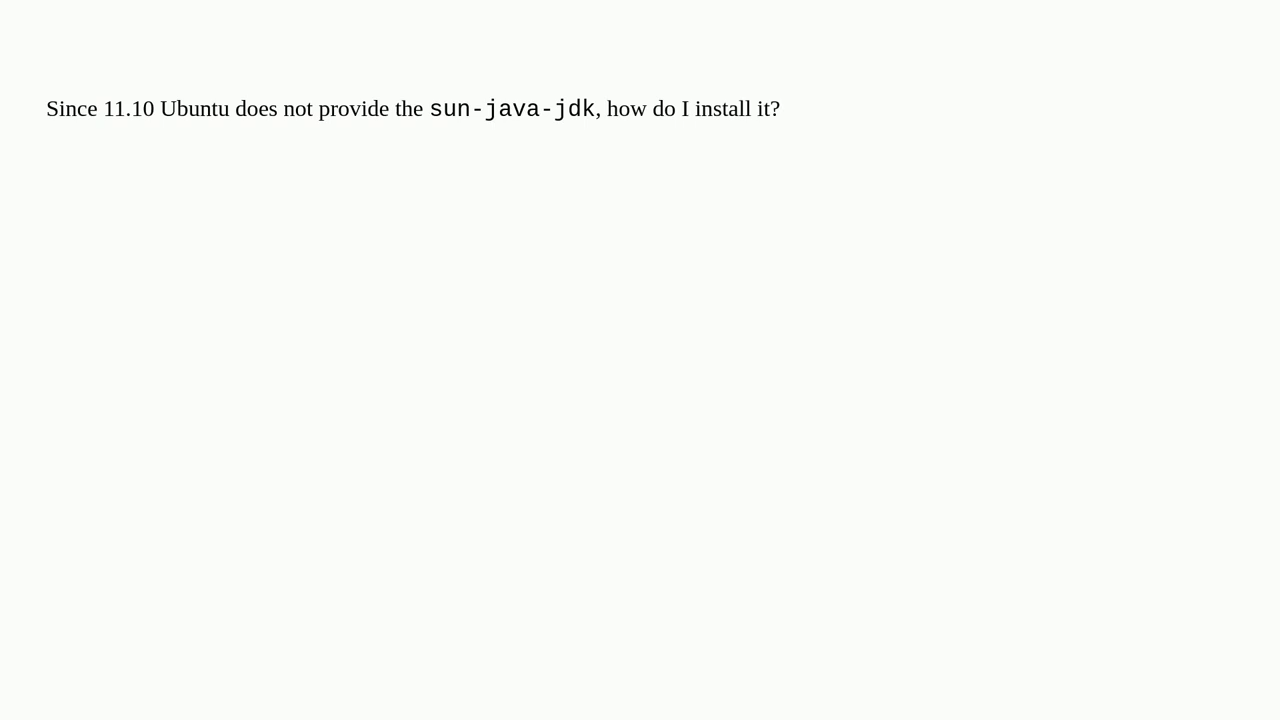 Since 11.10 Ubuntu does not provide the sun-java-jdk, how do I install it?